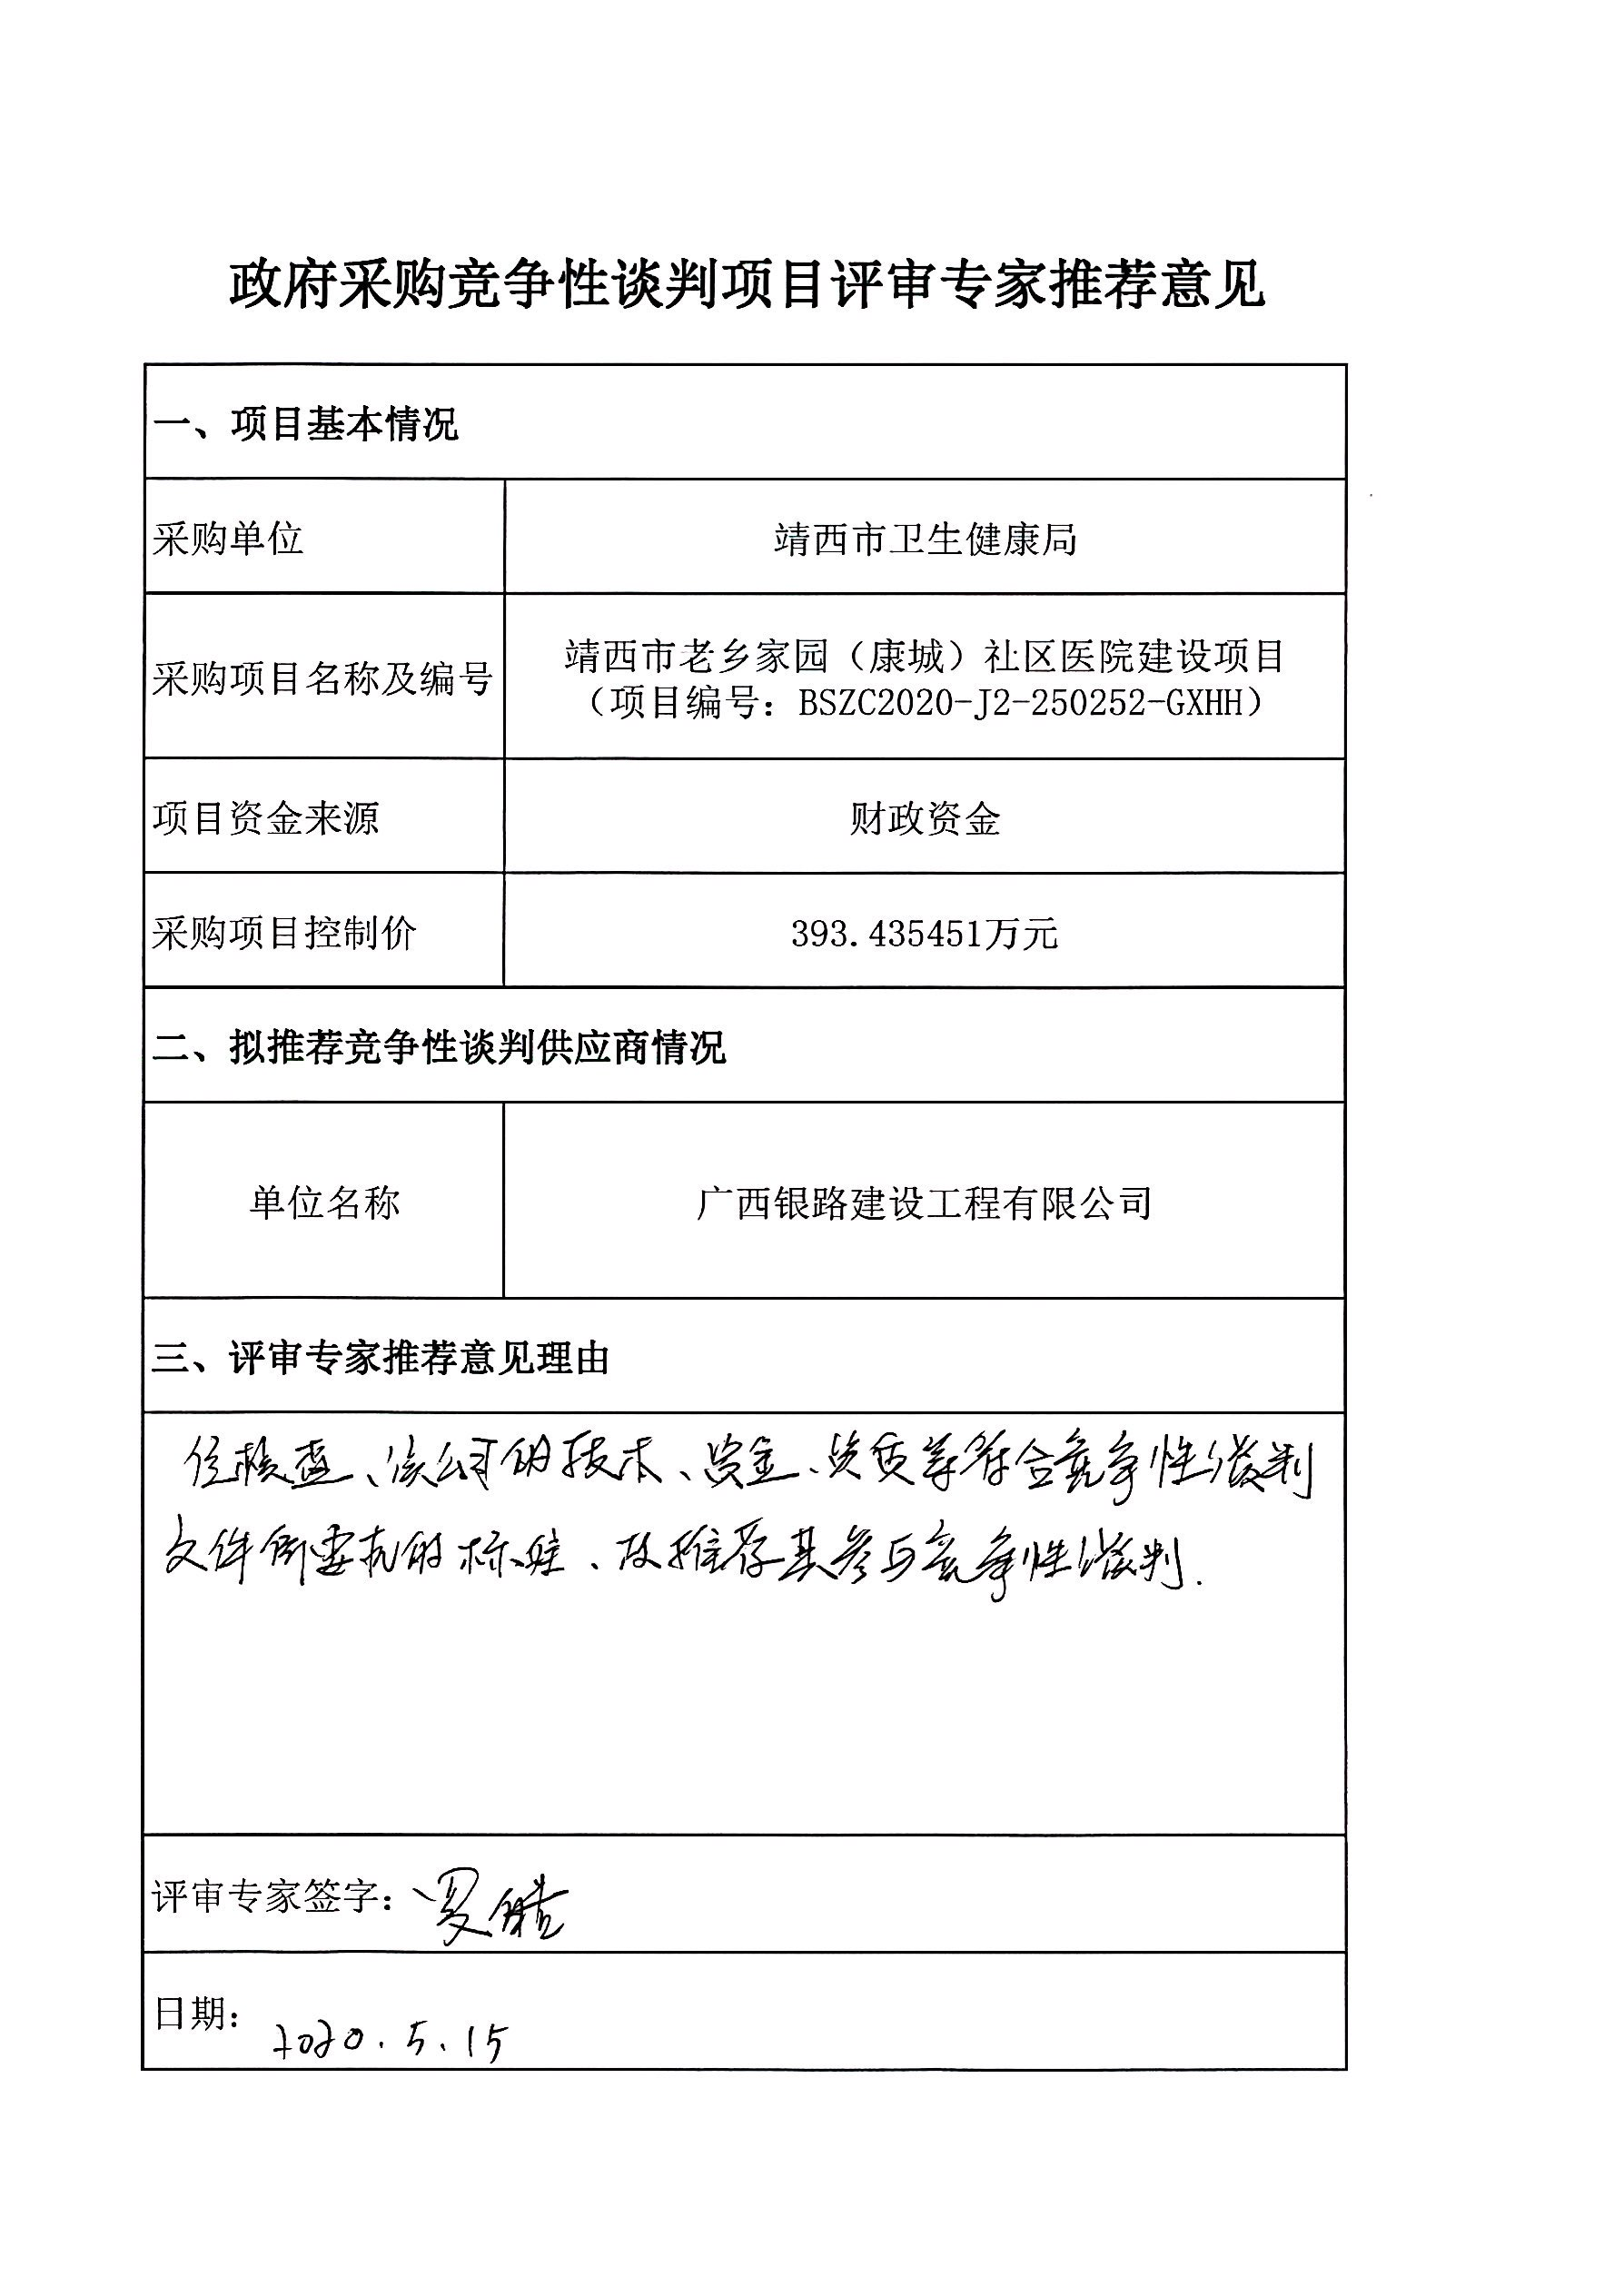 政府采购竞争性谈判项目评审专家推荐意见
一、项目基本情况
采购单位
靖西市卫生健康局
采购项目名称及编号
靖西市老乡家园（康城）社区医院建设项目
（项目编号：BSZC2020-J2-250252-GXHH）
项目资金来源
财政资金
采购项目控制价
393.435451万元
二、拟推荐竞争性谈判供应商情况
单位名称
广西银路建设工程有限公司
三、评审专家推荐意见理由
经核查、该公司的技术、资金、资质等符合竞争性谈判
文件所要求的标准、故推荐其参与竞争性谈判.
评审专家签字：
日期：
2020.5.15